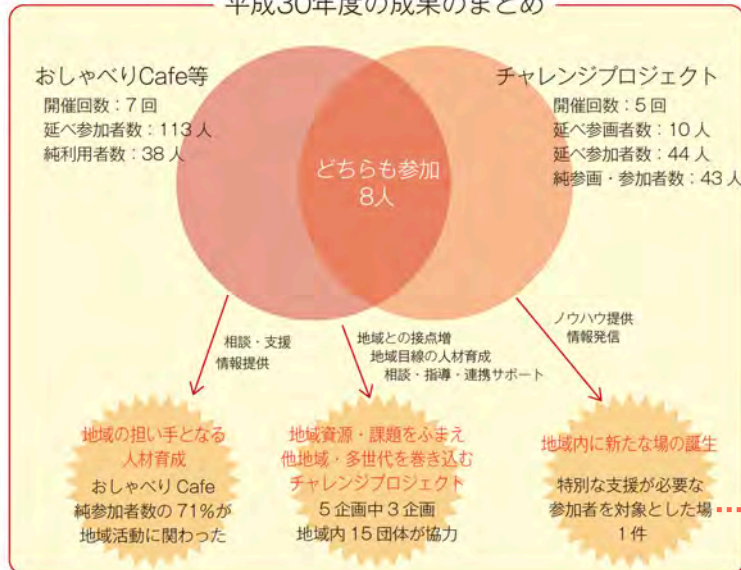 平成30年度の成果のまとめ
おしゃべりCafe等
開催回数：7回
延べ参加者数：113人
純利用者数：38人
チャレンジプロジェクト
開催回数：5回
延べ参画者数：10人
延べ参加者数：44人
純参画・参加者数：43人
どちらも参加
8人
相談・支援
情報提供
地域との接点増
地域目線の人材育成
相談・指導・連携サポート
ノウハウ提供
情報発信
地域の担い手となる
人材育成
おしゃべりCafe
純参加者数の71%が
地域活動に関わった
地域資源・課題をふまえ
他地域・多世代を巻き込む
チャレンジプロジェクト
5企画中3企画
地域内15団体が協力
地域内に新たな場の誕生
特別な支援が必要な
参加者を対象とした場
1件